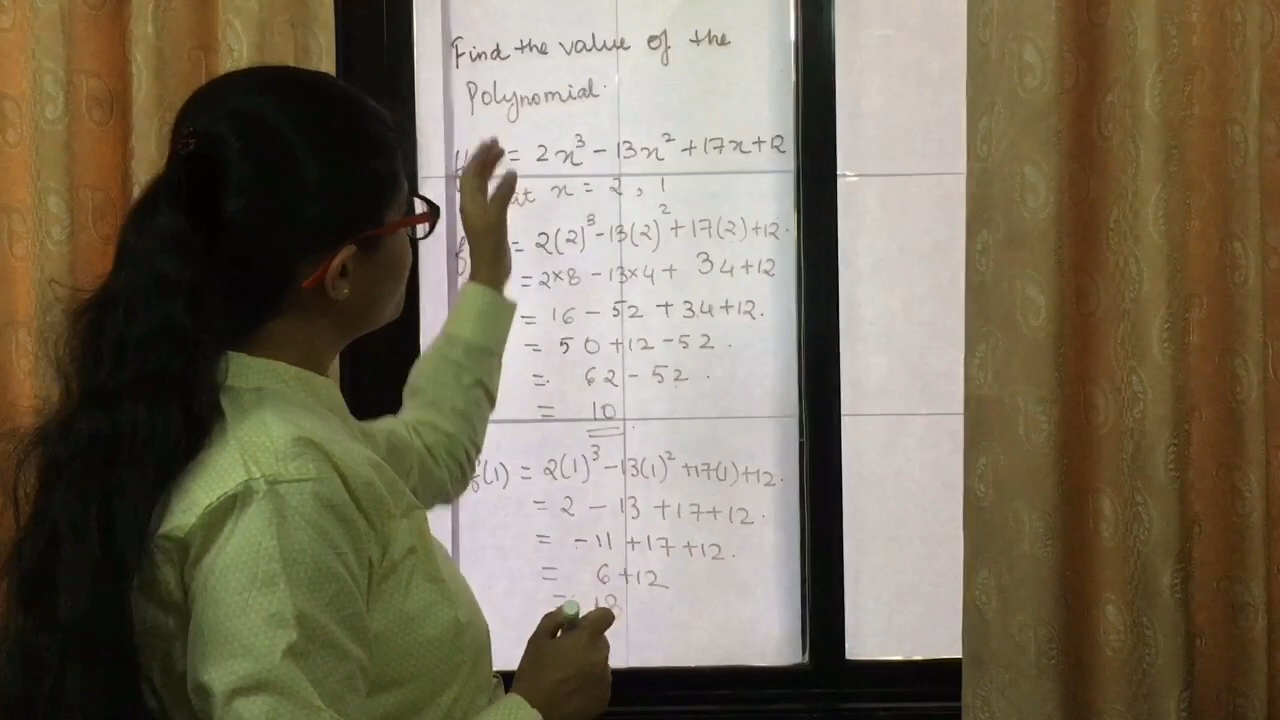 Find the value of the
Polynomial.
= 2x³ - 13x² + 17x + 12
at x = 2, 1
= 2(2)³ - 13(2)² + 17(2) + 12.
= 2×8 - 13×4 + 34 + 12
= 16 - 52 + 34 + 12.
= 50 + 12 - 52.
= 62 - 52.
= 10
f(1) = 2(1)³ - 13(1)² + 17(1) + 12.
= 2 - 13 + 17 + 12.
= -11 + 17 + 12.
= 6 + 12
= 18